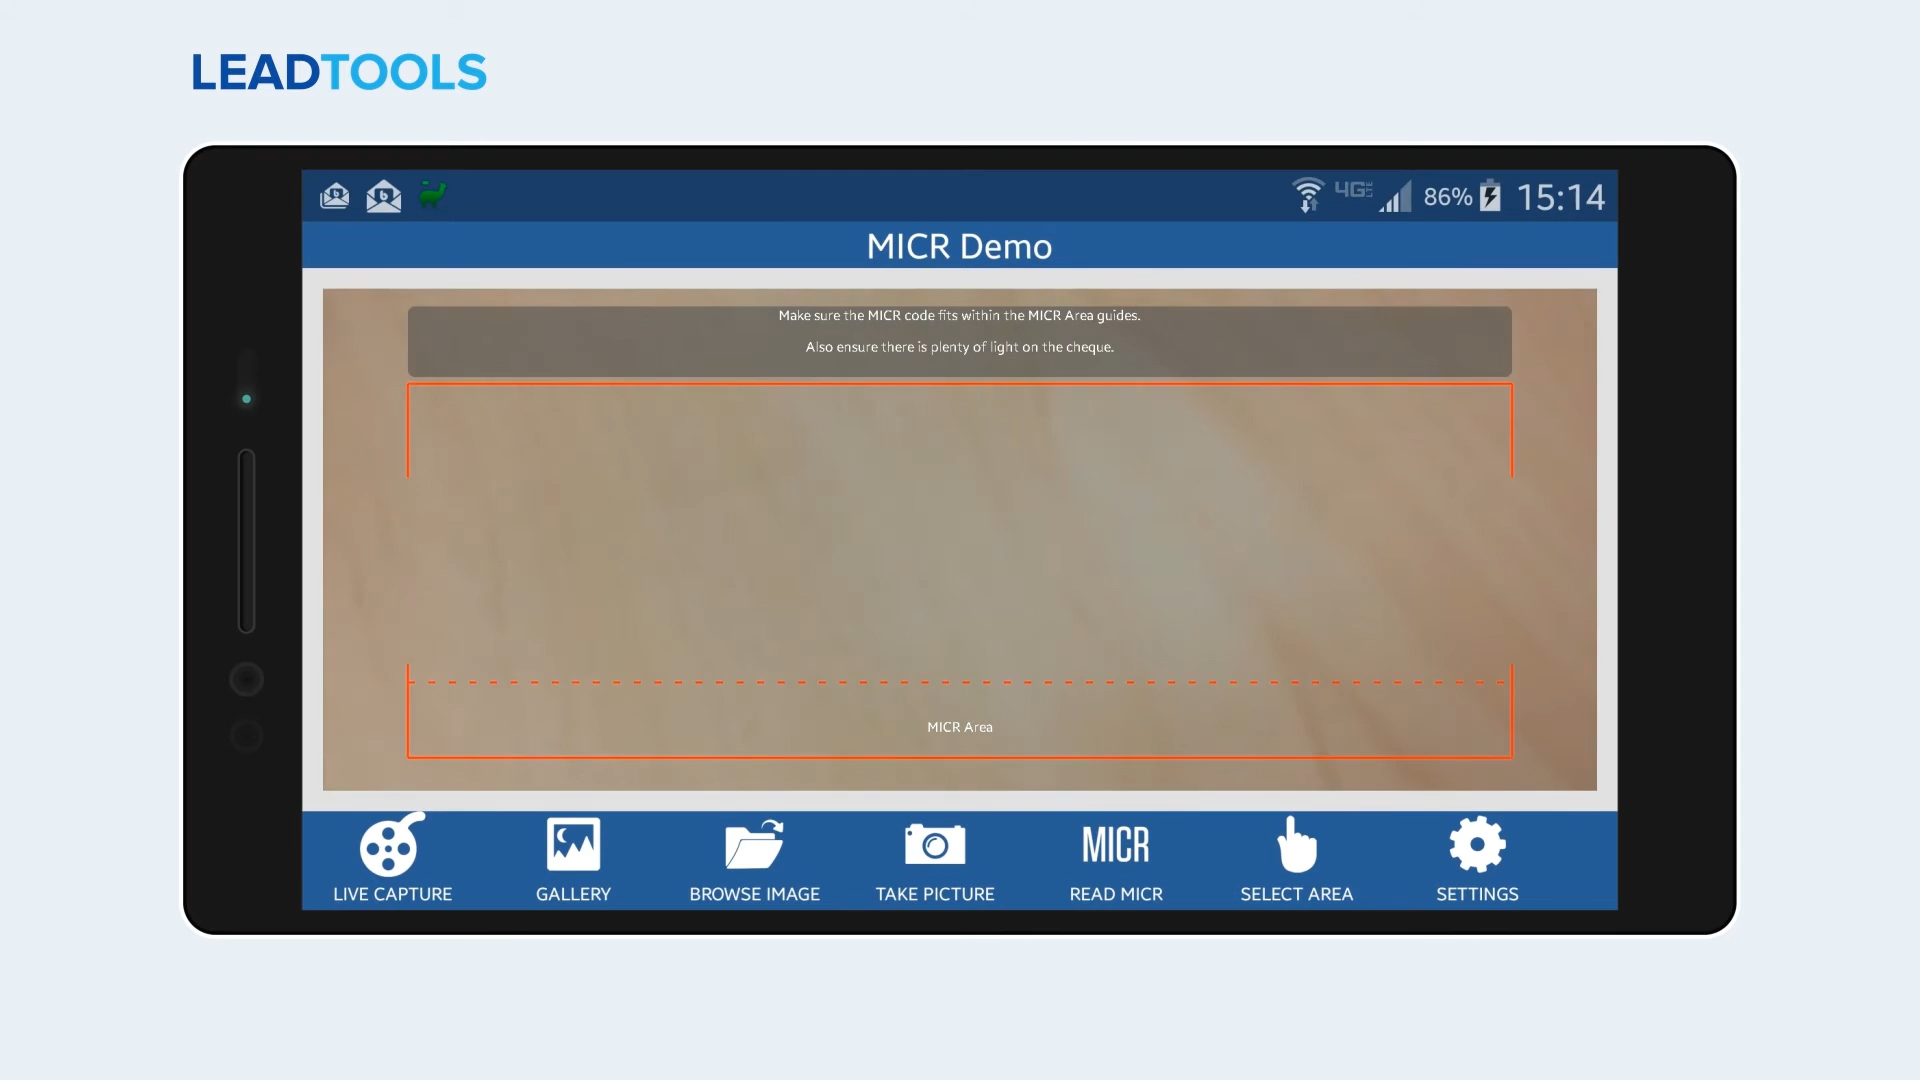 LEADTOOLS
4G LTE 86% 15:14
MICR Demo
Make sure the MICR code fits within the MICR Area guides.
Also ensure there is plenty of light on the cheque.
MICR Area
MICR
LIVE CAPTURE GALLERY BROWSE IMAGE TAKE PICTURE READ MICR SELECT AREA SETTINGS